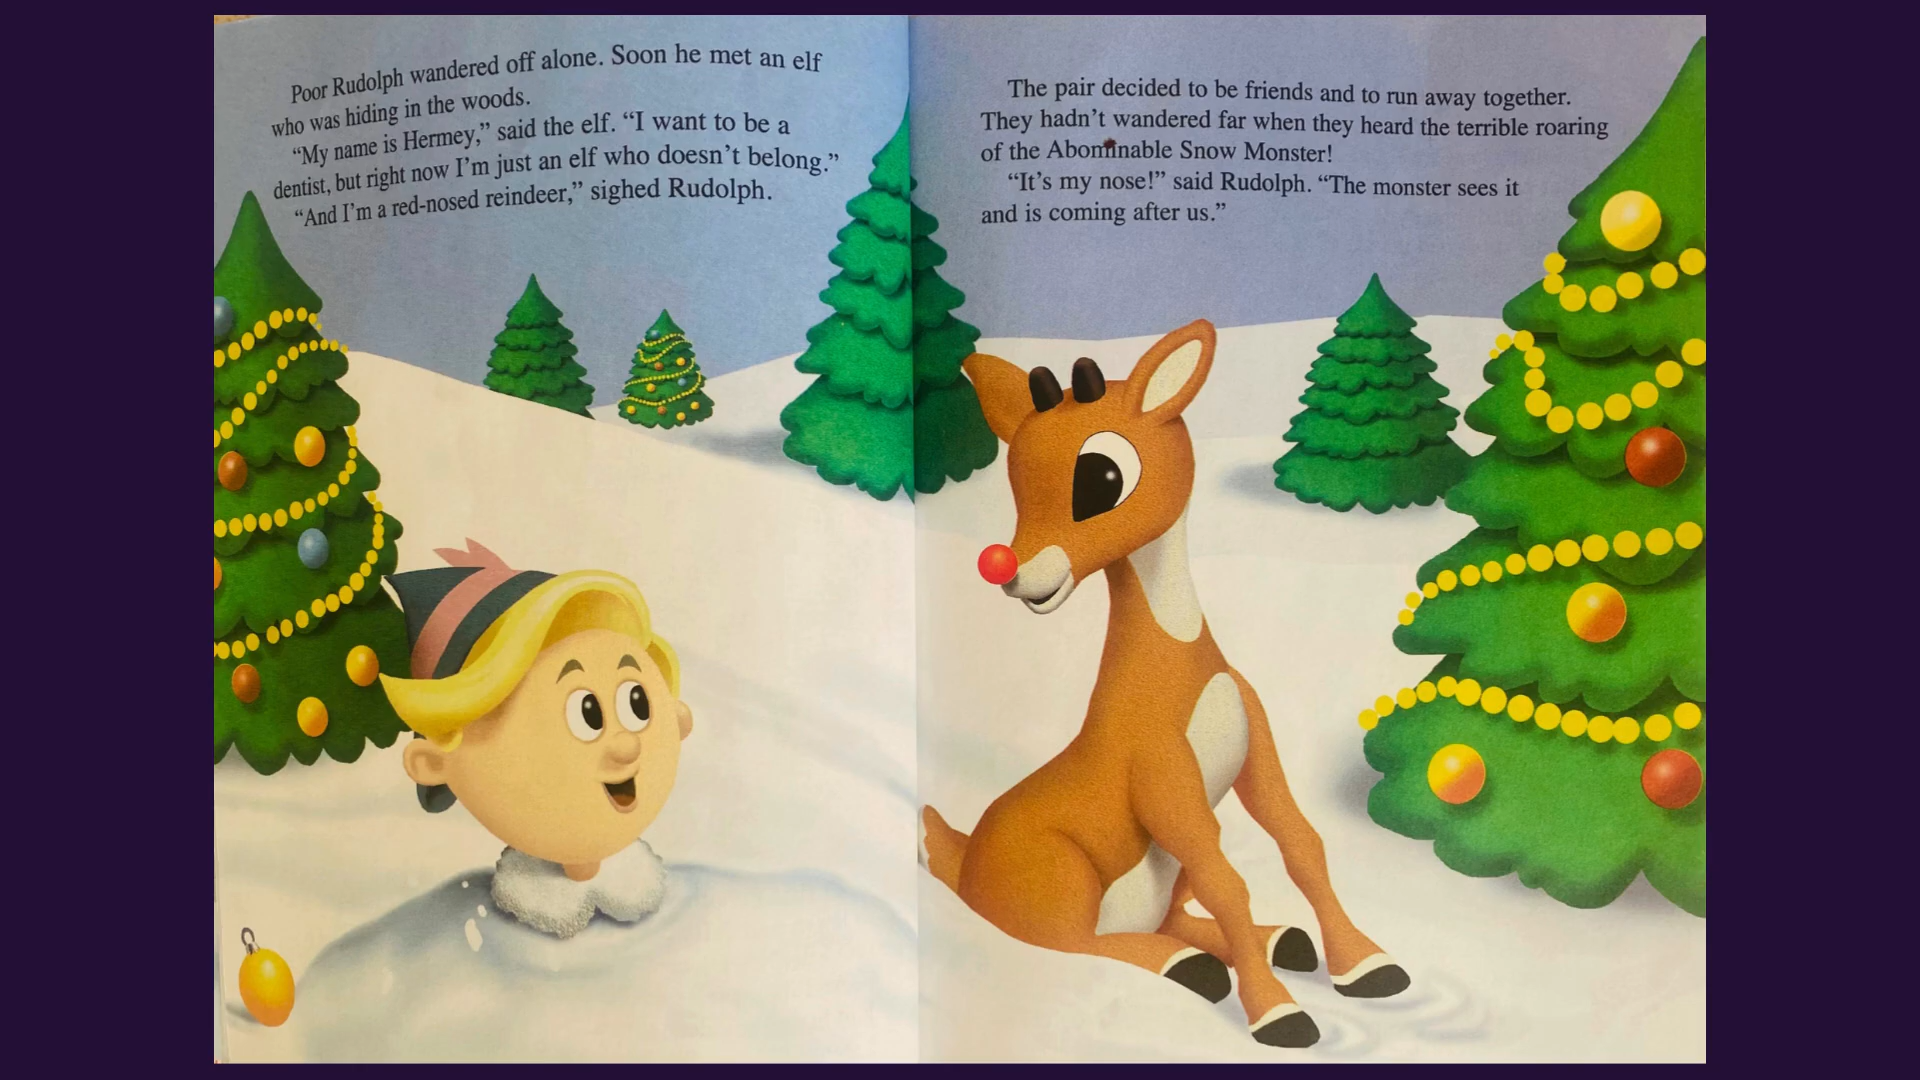 Poor Rudolph wandered off alone. Soon he met an elf
who was hiding in the woods.
“My name is Hermey,” said the elf. “I want to be a
dentist, but right now I’m just an elf who doesn’t belong.”
“And I’m a red-nosed reindeer,” sighed Rudolph.
The pair decided to be friends and to run away together.
They hadn’t wandered far when they heard the terrible roaring
of the Abominable Snow Monster!
“It’s my nose!” said Rudolph. “The monster sees it
and is coming after us.”